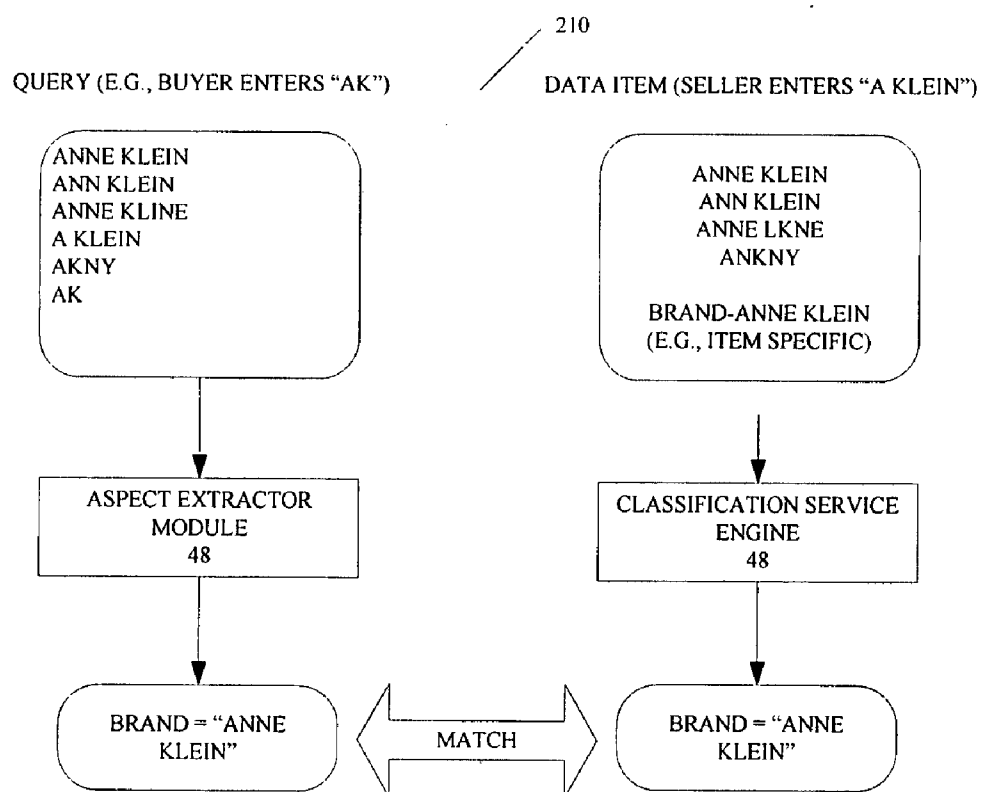 210
QUERY (E.G., BUYER ENTERS “AK”)
ANNE KLEIN
ANN KLEIN
ANNE KLINE
A KLEIN
AKNY
AK
ASPECT EXTRACTOR
MODULE
48
BRAND = “ANNE
KLEIN”
MATCH
DATA ITEM (SELLER ENTERS “A KLEIN”)
ANNE KLEIN
ANN KLEIN
ANNE LKNE
ANKNY
BRAND-ANNE KLEIN
(E.G., ITEM SPECIFIC)
CLASSIFICATION SERVICE
ENGINE
48
BRAND = “ANNE
KLEIN”